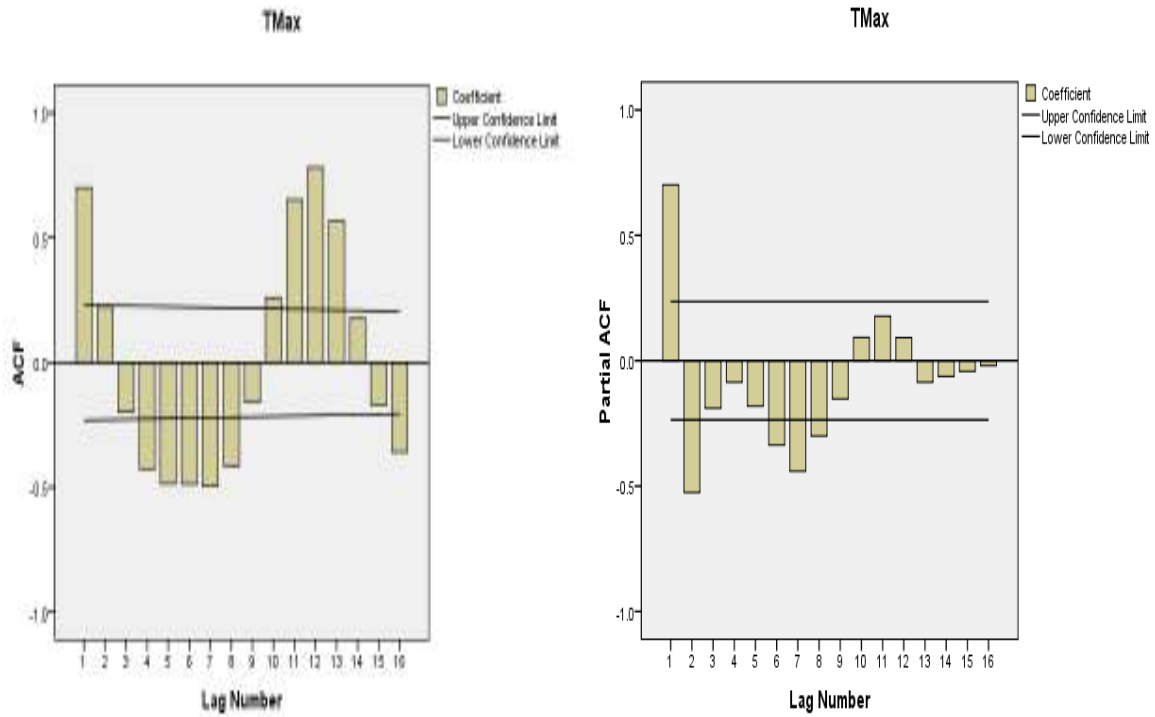 TMax
Coefficient
Upper Confidence Limit
Lower Confidence Limit
1.0
0.5
0.0
-0.5
-1.0
ACF
1 2 3 4 5 6 7 8 9 10 11 12 13 14 15 16
Lag Number
TMax
Coefficient
Upper Confidence Limit
Lower Confidence Limit
1.0
0.5
0.0
-0.5
-1.0
Partial ACF
1 2 3 4 5 6 7 8 9 10 11 12 13 14 15 16
Lag Number